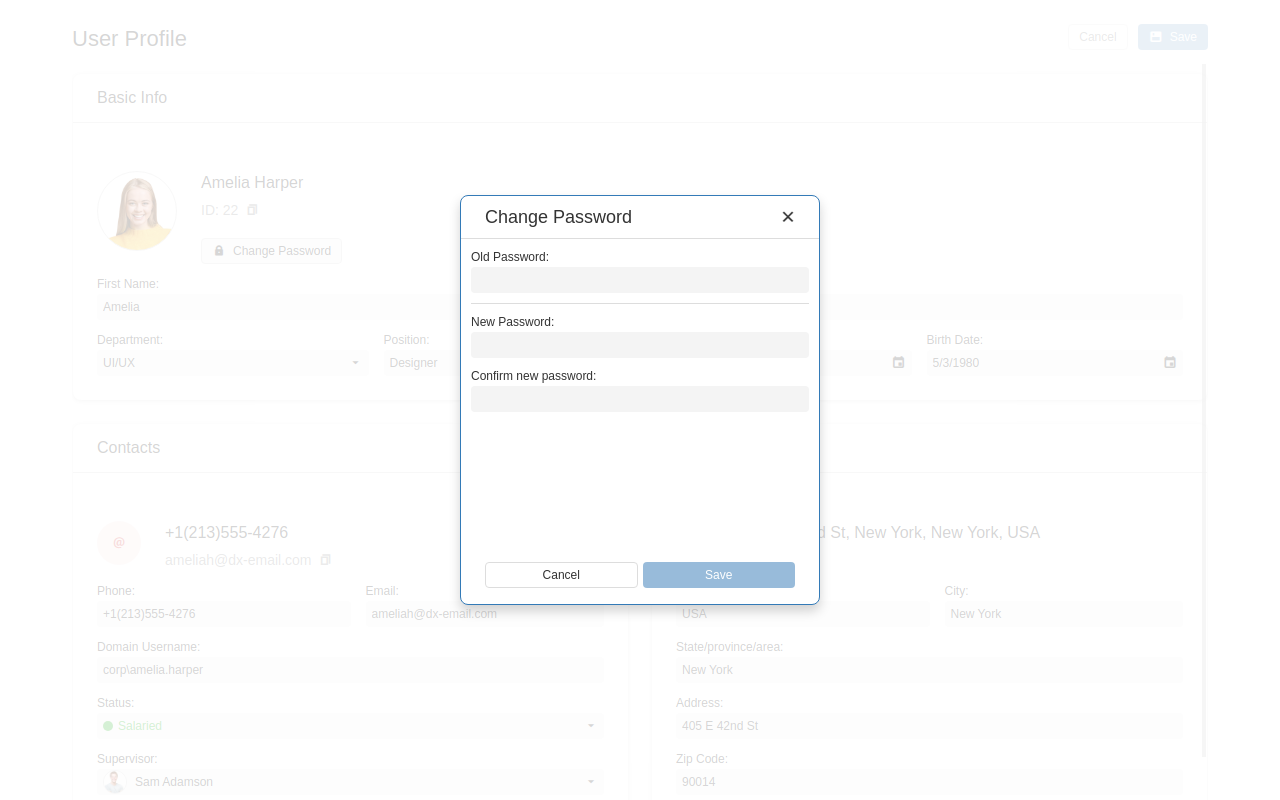 User Profile
Cancel
Save
Basic Info
Amelia Harper
ID: 22
Change Password
First Name:
Amelia
Department:
UI/UX
Position:
Designer
Birth Date:
5/3/1980
Change Password
Old Password:
New Password:
Confirm new password:
Cancel
Save
Contacts
+1(213)555-4276
ameliah@dx-email.com
Phone:
+1(213)555-4276
Email:
ameliah@dx-email.com
Domain Username:
corp\amelia.harper
Status:
Salaried
Supervisor:
Sam Adamson
d St, New York, New York, USA
USA
City:
New York
State/province/area:
New York
Address:
405 E 42nd St
Zip Code:
90014